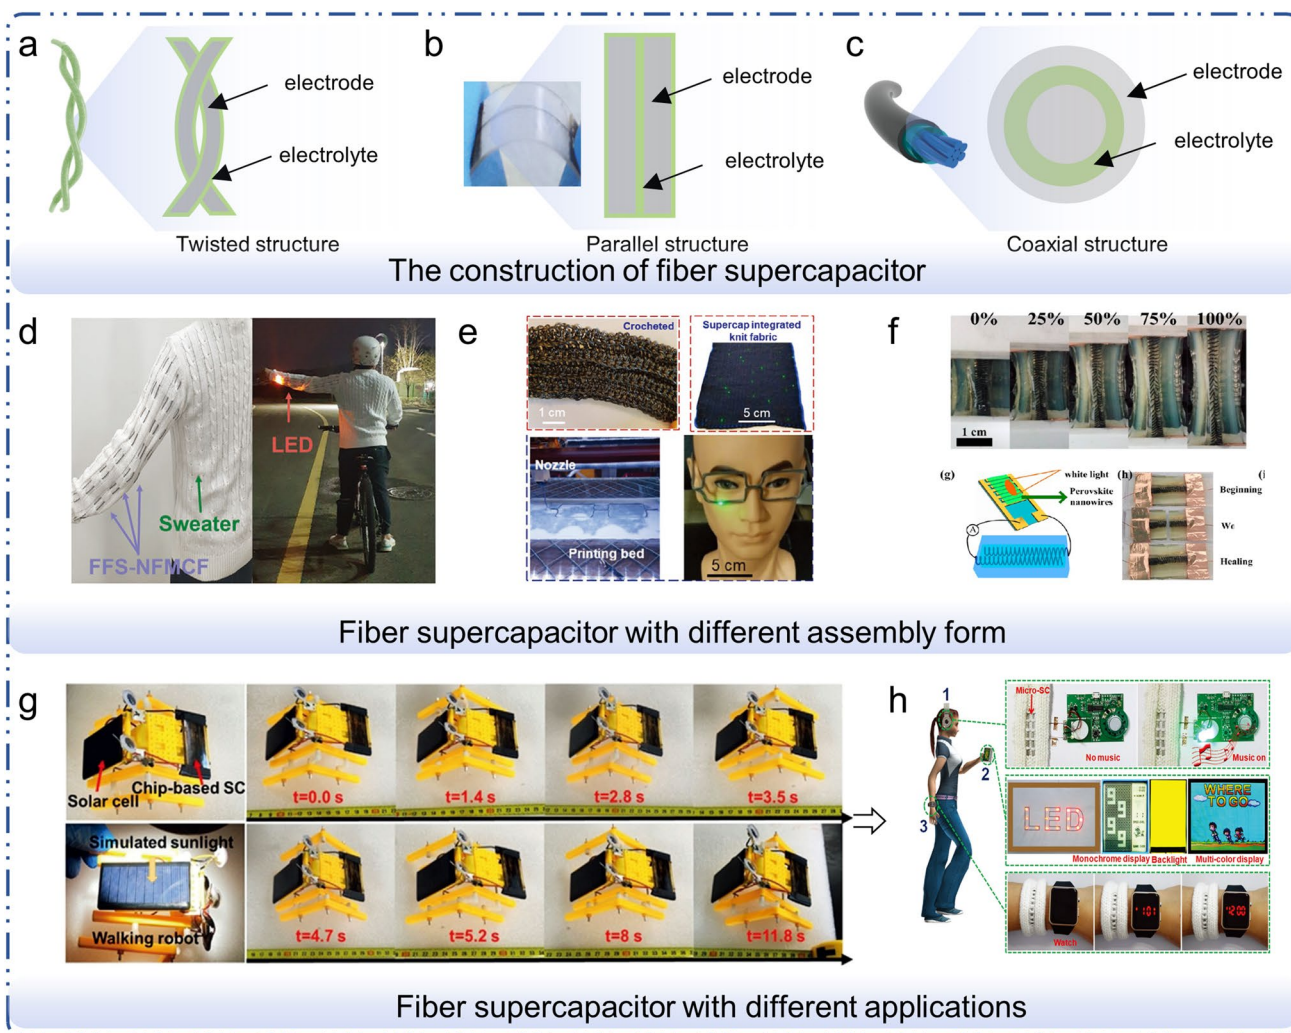 a
electrode
electrolyte
Twisted structure
b
electrode
electrolyte
Parallel structure
c
electrode
electrolyte
Coaxial structure
The construction of fiber supercapacitor
d
LED
Sweater
FFS-NFMCF
e
Crocheted
1 cm
Supercap integrated
knit fabric
5 cm
Nozzle
Printing bed
5 cm
f
0% 25% 50% 75% 100%
1 cm
(g)
white light
Perovskite
nanowires
A
(h)
Beginning
We
Healing
(i
Fiber supercapacitor with different assembly form
g
Solar cell
Chip-based SC
t=0.0 s
t=1.4 s
t=2.8 s
t=3.5 s
Simulated sunlight
Walking robot
t=4.7 s
t=5.2 s
t=8 s
t=11.8 s
h
1
2
3
Micro-SC
No music
Music on
LED
Monochrome display
Backlight
WHERE
TO GO
Multi-color display
Watch
12:00
Fiber supercapacitor with different applications